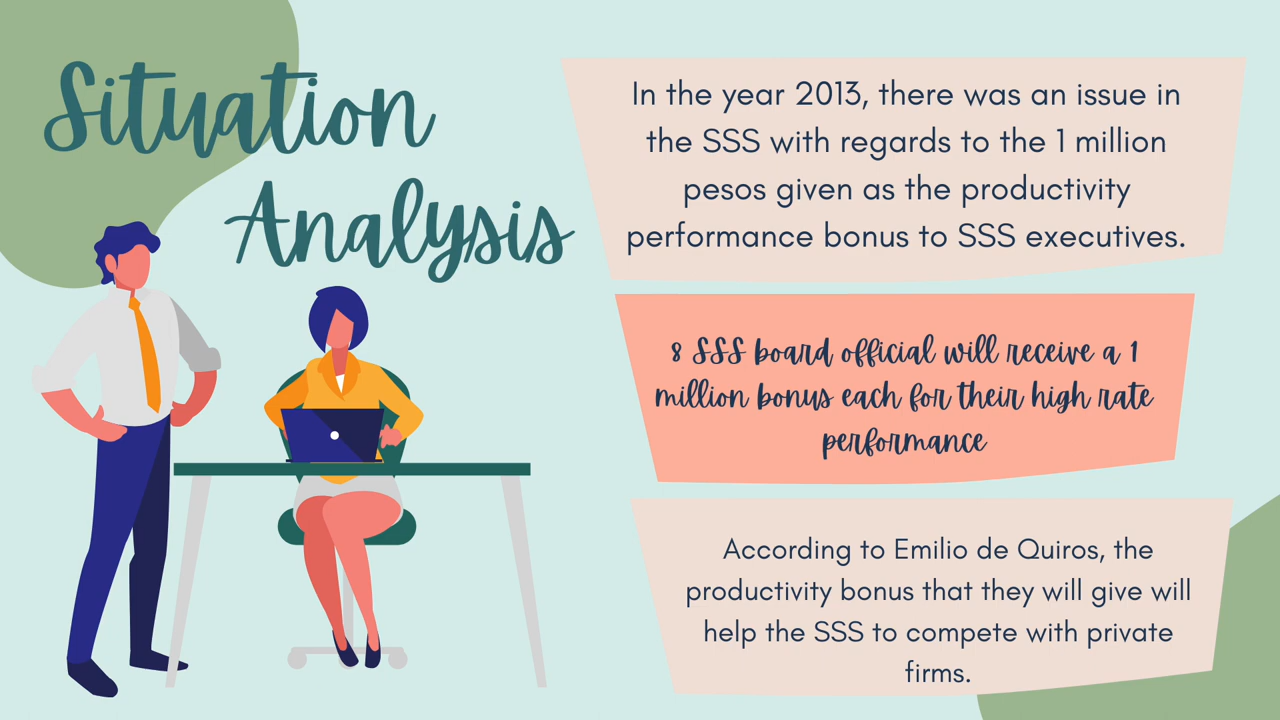 Situation
Analysis
In the year 2013, there was an issue in
the SSS with regards to the 1 million
pesos given as the productivity
performance bonus to SSS executives.
8 SSS board official will receive a 1
million bonus each for their high rate
performance
According to Emilio de Quiros, the
productivity bonus that they will give will
help the SSS to compete with private
firms.